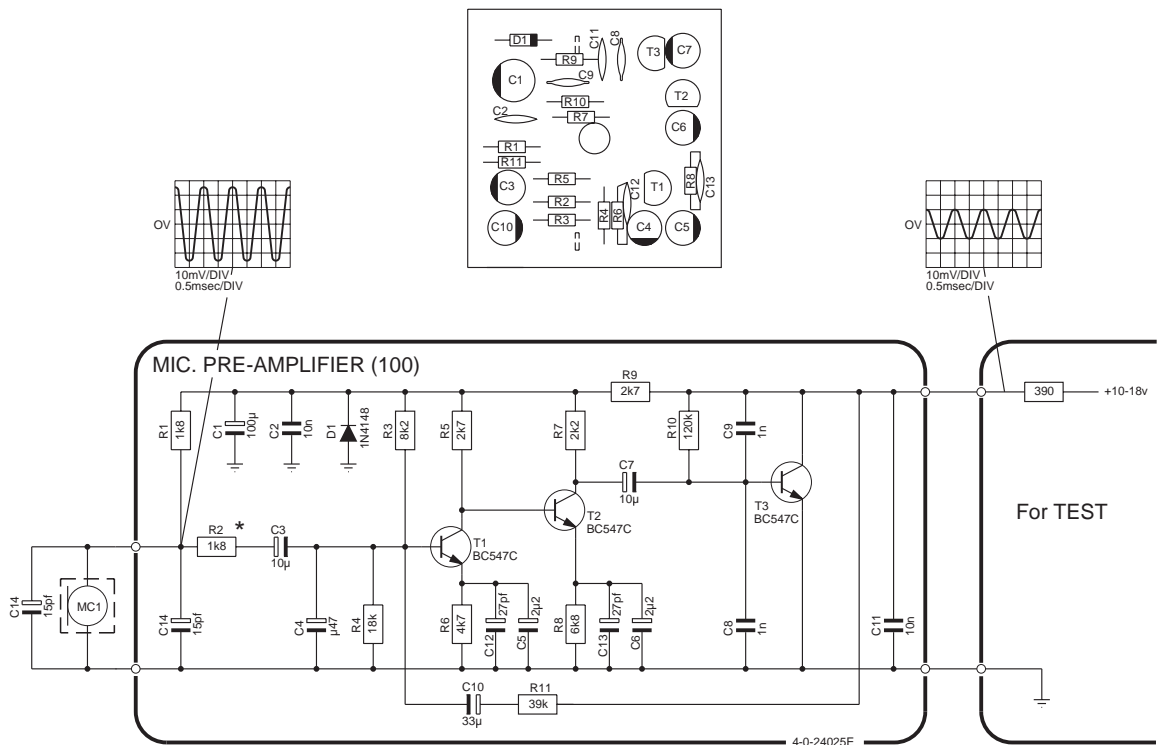 D1
C11
C8
R9
T3
C7
C1
C9
R10
T2
C2
R7
C6
R1
R11
C3
R5
C12
T1
R8
C13
R2
R4
R6
C10
R3
C4
C5
OV
10mV/DIV
0.5msec/DIV
OV
10mV/DIV
0.5msec/DIV
MIC. PRE-AMPLIFIER (100)
R9
2k7
390
+10-18v
R1
1k8
C1
100µ
C2
10n
D1
1N4148
R3
8k2
R5
2k7
R7
2k2
R10
120k
C9
1n
C7
10µ
T3
BC547C
T2
BC547C
For TEST
R2 *
1k8
C3
10µ
T1
BC547C
C14
15pf
MC1
C14
15pf
C4
µ47
R4
18k
R6
4k7
C12
27pf
C5
2µ2
R8
6k8
C13
27pf
C6
2µ2
C8
1n
C11
10n
C10
33µ
R11
39k
4-0-24025E